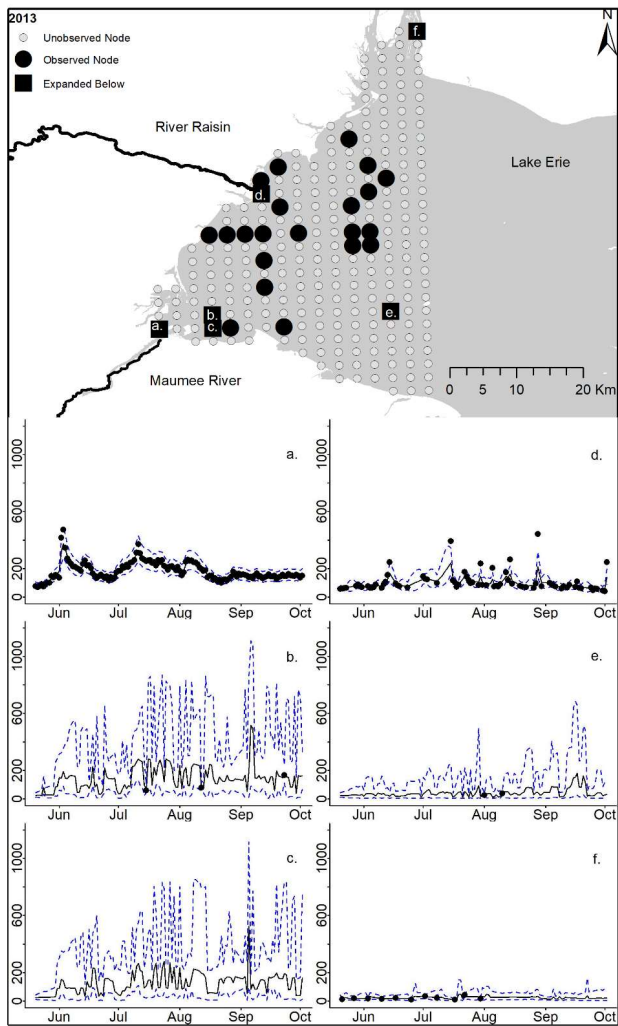 2013
Unobserved Node
Observed Node
Expanded Below
N
f.
River Raisin
Lake Erie
d.
b.
c.
a.
e.
Maumee River
0 5 10 20 Km
a.
1000
600
200
0
Jun Jul Aug Sep Oct
d.
1000
600
200
0
Jun Jul Aug Sep Oct
b.
1000
600
200
0
Jun Jul Aug Sep Oct
e.
1000
600
200
0
Jun Jul Aug Sep Oct
c.
1000
600
200
0
Jun Jul Aug Sep Oct
f.
1000
600
200
0
Jun Jul Aug Sep Oct